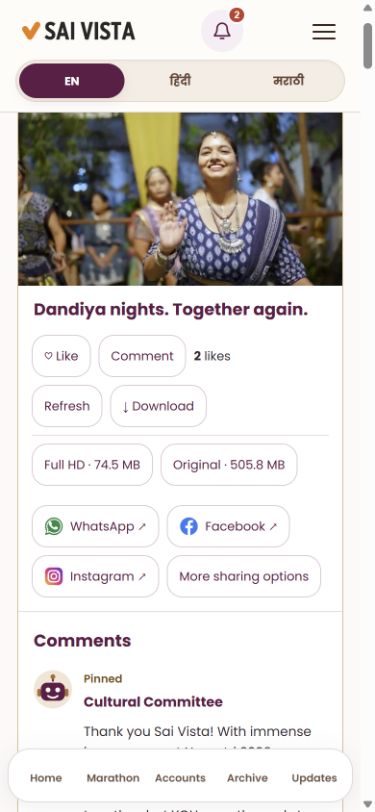 SAI VISTA
2
EN हिंदी मराठी
Dandiya nights. Together again.
♡ Like Comment 2 likes
Refresh ↓ Download
Full HD · 74.5 MB Original · 505.8 MB
WhatsApp ↗ Facebook ↗
Instagram ↗ More sharing options
Comments
Pinned
Cultural Committee
Thank you Sai Vista! With immense
Home Marathon Accounts Archive Updates